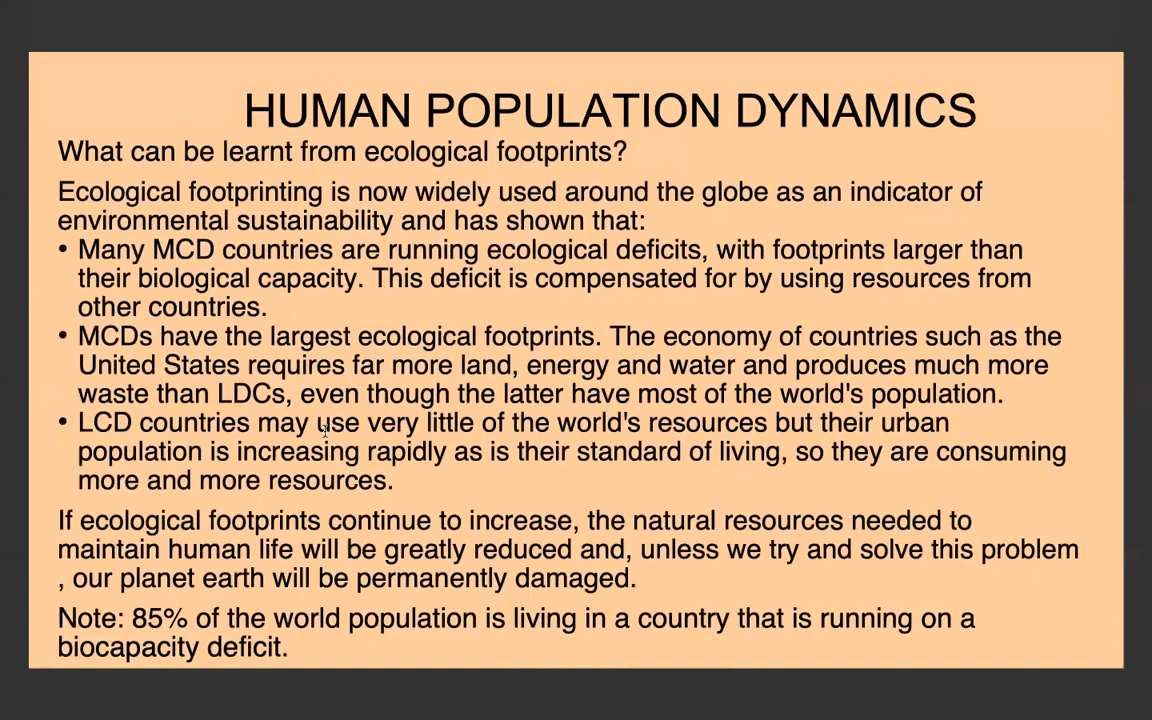 HUMAN POPULATION DYNAMICS
What can be learnt from ecological footprints?
Ecological footprinting is now widely used around the globe as an indicator of
environmental sustainability and has shown that:
• Many MCD countries are running ecological deficits, with footprints larger than
their biological capacity. This deficit is compensated for by using resources from
other countries.
• MCDs have the largest ecological footprints. The economy of countries such as the
United States requires far more land, energy and water and produces much more
waste than LDCs, even though the latter have most of the world's population.
• LCD countries may use very little of the world's resources but their urban
population is increasing rapidly as is their standard of living, so they are consuming
more and more resources.
If ecological footprints continue to increase, the natural resources needed to
maintain human life will be greatly reduced and, unless we try and solve this problem
, our planet earth will be permanently damaged.
Note: 85% of the world population is living in a country that is running on a
biocapacity deficit.